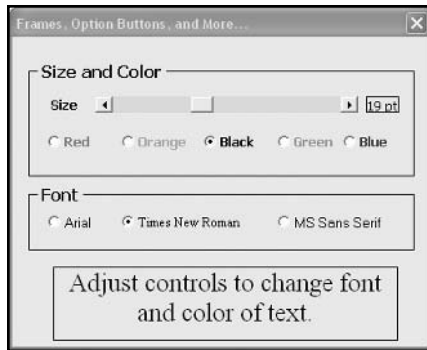 Frames, Option Buttons, and More...
Size and Color
Size 19 pt
Red Orange Black Green Blue
Font
Arial Times New Roman MS Sans Serif
Adjust controls to change font
and color of text.